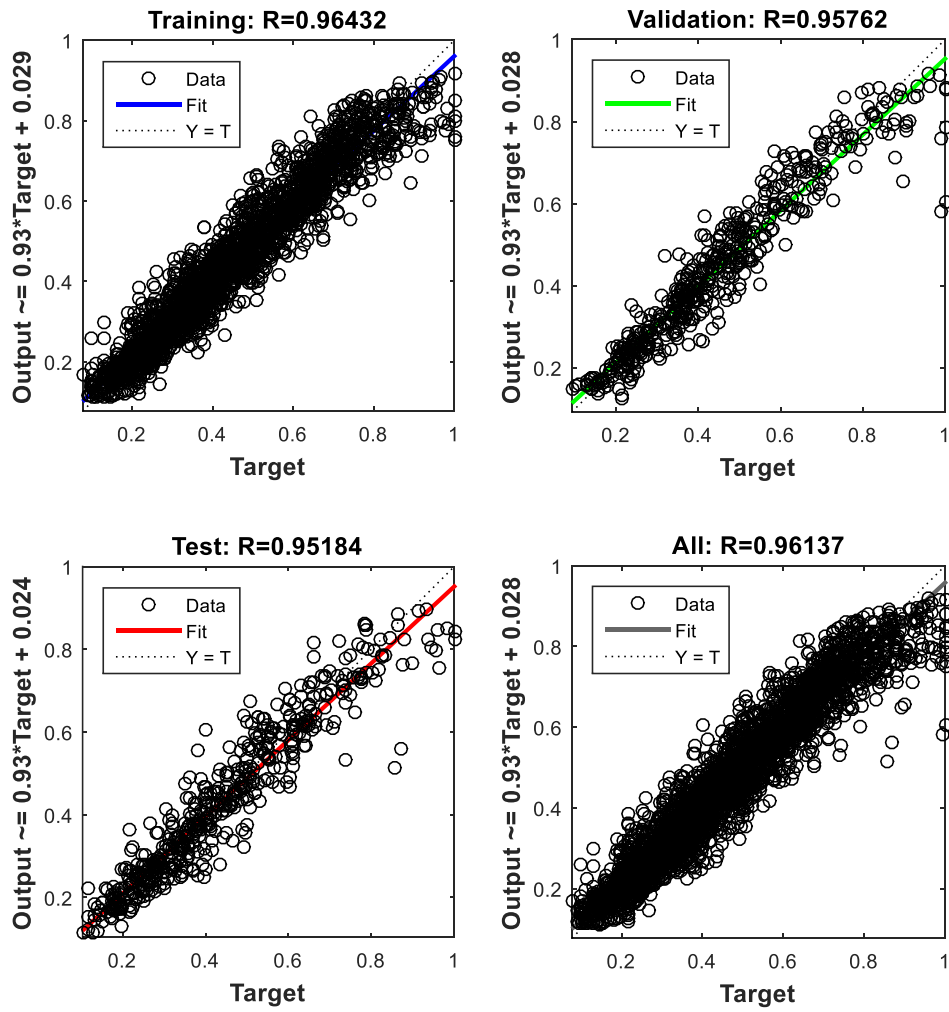 Training: R=0.96432
Output ~= 0.93*Target + 0.029
1
0.8
0.6
0.4
0.2
Data
Fit
Y = T
0.2 0.4 0.6 0.8 1
Target
Validation: R=0.95762
Output ~= 0.93*Target + 0.028
1
0.8
0.6
0.4
0.2
Data
Fit
Y = T
0.2 0.4 0.6 0.8 1
Target
Test: R=0.95184
Output ~= 0.93*Target + 0.024
1
0.8
0.6
0.4
0.2
Data
Fit
Y = T
0.2 0.4 0.6 0.8 1
Target
All: R=0.96137
Output ~= 0.93*Target + 0.028
1
0.8
0.6
0.4
0.2
Data
Fit
Y = T
0.2 0.4 0.6 0.8 1
Target